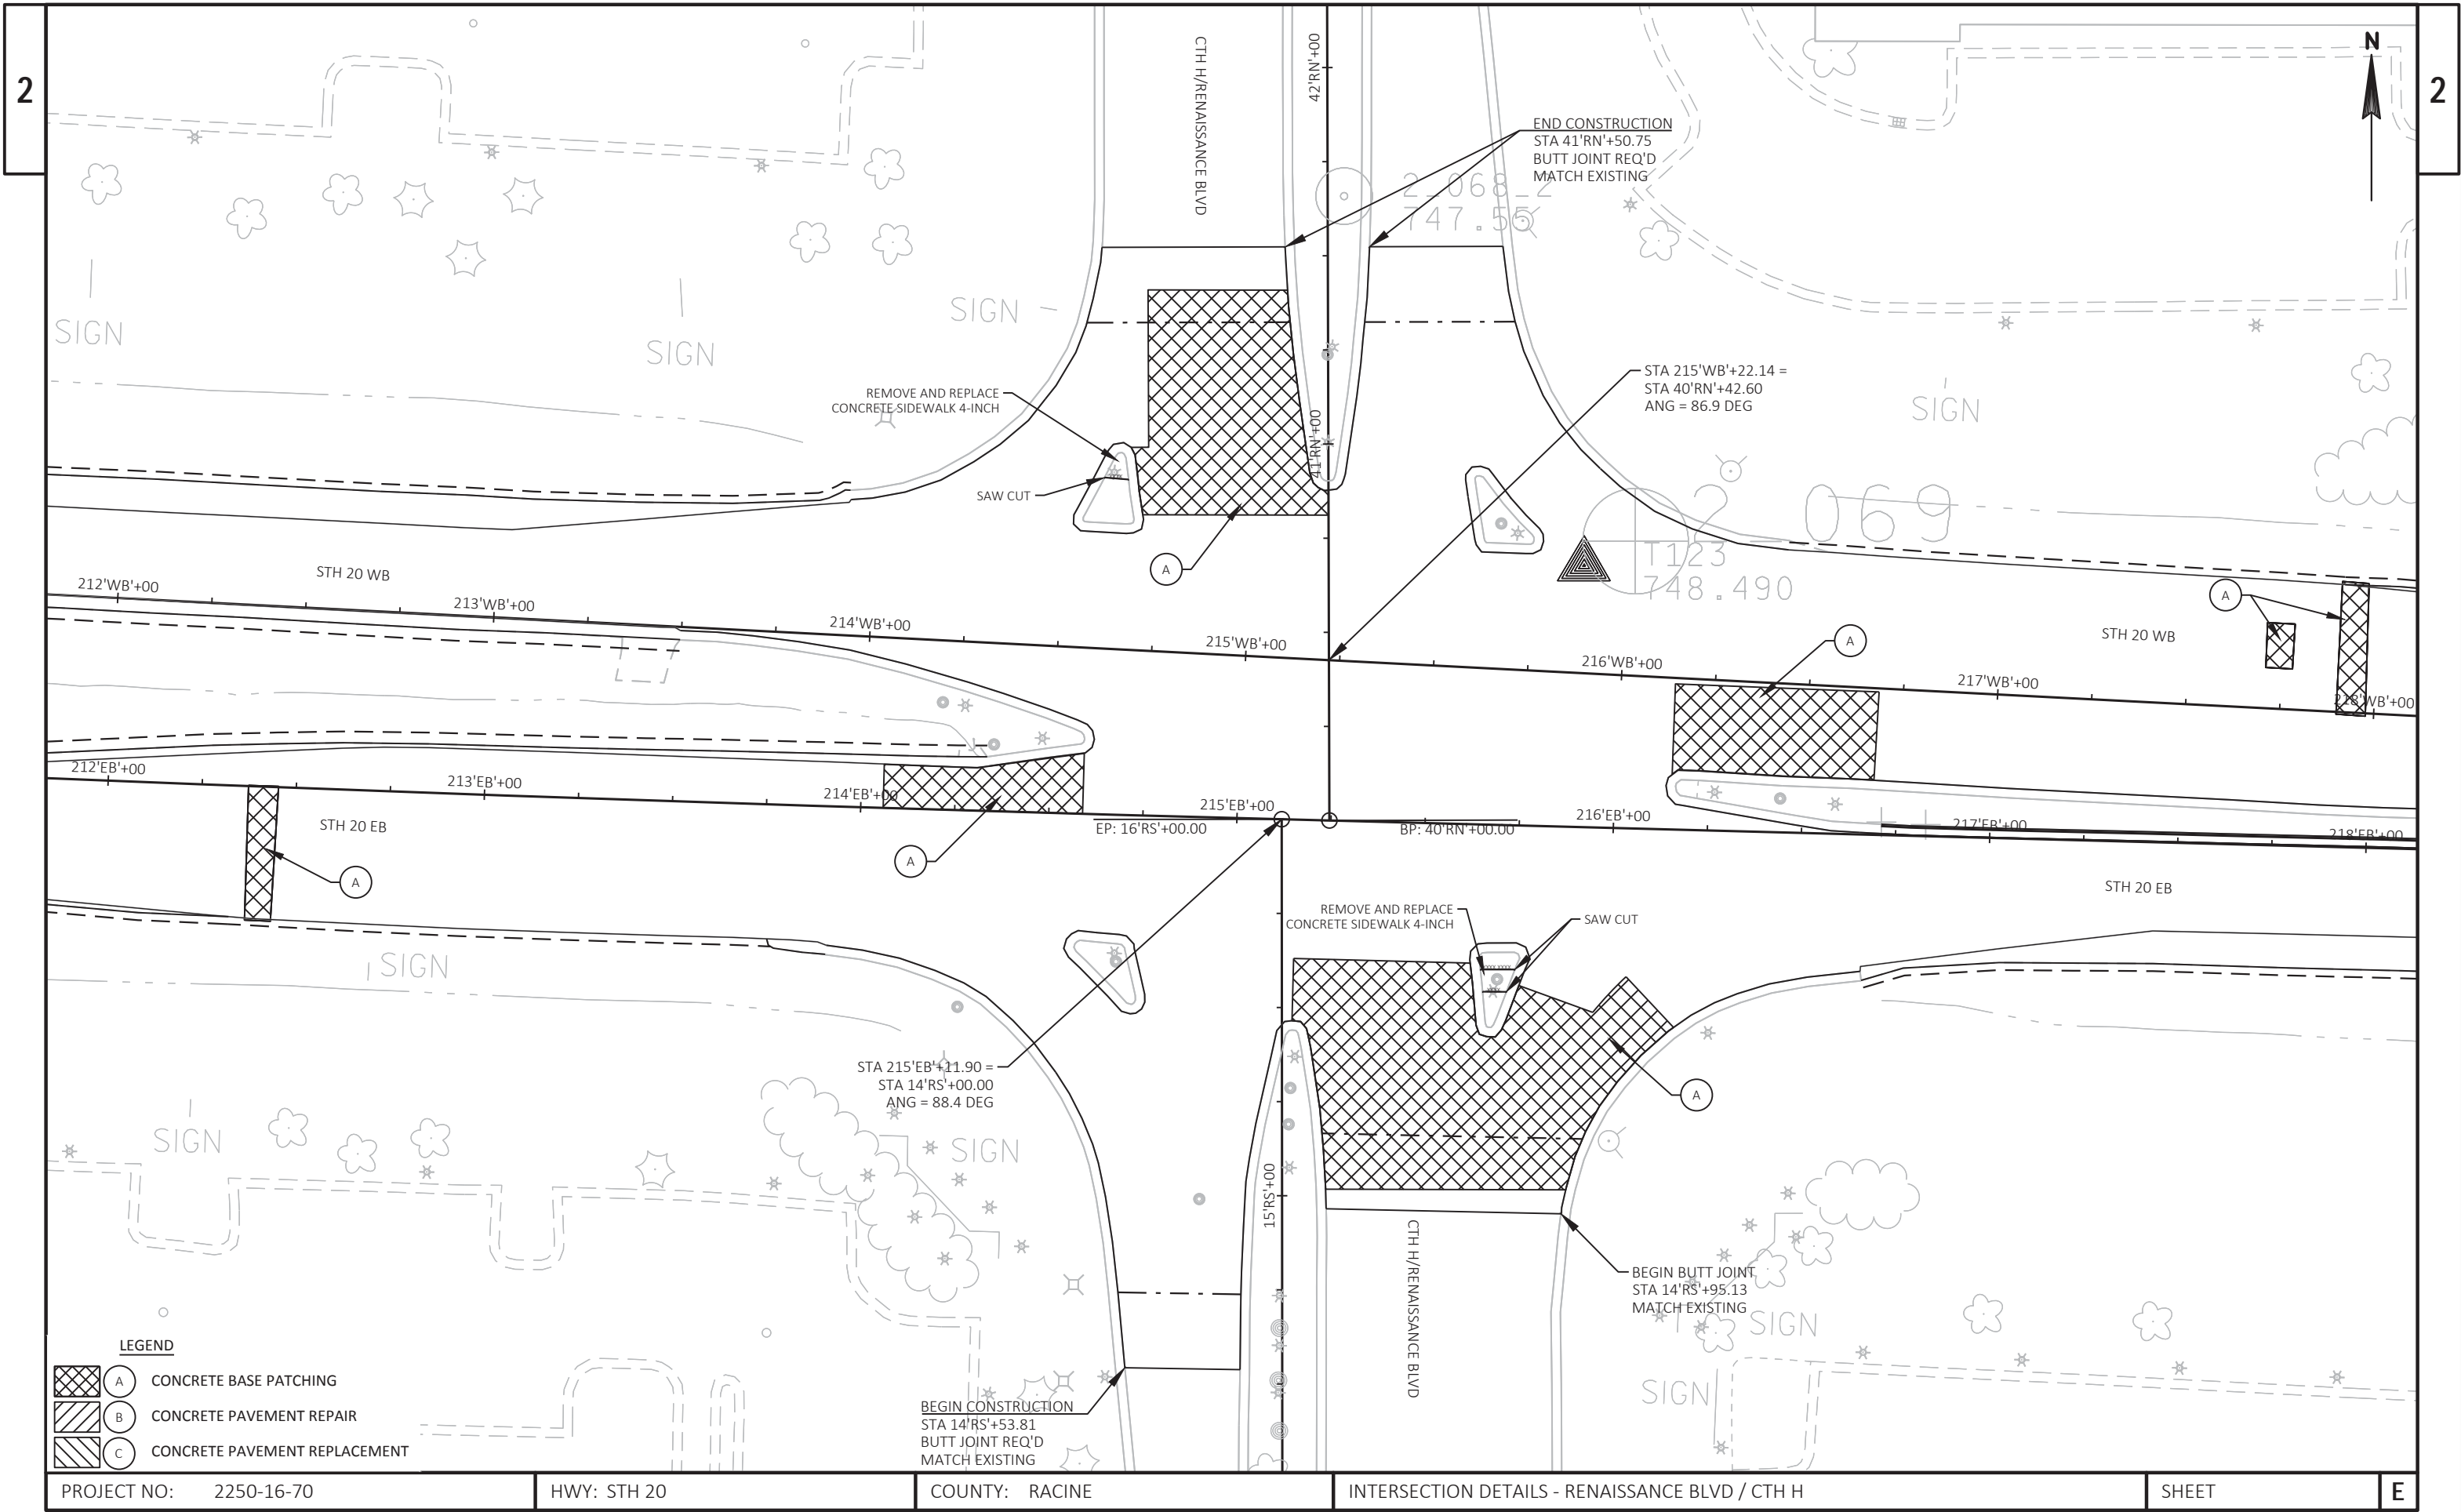 2
2
N
CTH H/RENAISSANCE BLVD
42'RN'+00
END CONSTRUCTION
STA 41'RN'+50.75
BUTT JOINT REQ'D
MATCH EXISTING
2_068_2
747.55
SIGN
SIGN
SIGN
REMOVE AND REPLACE
CONCRETE SIDEWALK 4-INCH
SAW CUT
41'RN'+00
STA 215'WB'+22.14 =
STA 40'RN'+42.60
ANG = 86.9 DEG
SIGN
2 069
T123
748.490
A
A
A
STH 20 WB
STH 20 WB
212'WB'+00
213'WB'+00
214'WB'+00
215'WB'+00
216'WB'+00
217'WB'+00
218'WB'+00
212'EB'+00
213'EB'+00
214'EB'+00
215'EB'+00
216'EB'+00
217'EB'+00
218'EB'+00
EP: 16'RS'+00.00
BP: 40'RN'+00.00
STH 20 EB
STH 20 EB
A
A
REMOVE AND REPLACE
CONCRETE SIDEWALK 4-INCH
SAW CUT
SIGN
STA 215'EB'+11.90 =
STA 14'RS'+00.00
ANG = 88.4 DEG
A
SIGN
SIGN
15'RS'+00
CTH H/RENAISSANCE BLVD
BEGIN BUTT JOINT
STA 14'RS'+95.13
MATCH EXISTING
SIGN
SIGN
BEGIN CONSTRUCTION
STA 14'RS'+53.81
BUTT JOINT REQ'D
MATCH EXISTING
LEGEND
A CONCRETE BASE PATCHING
B CONCRETE PAVEMENT REPAIR
C CONCRETE PAVEMENT REPLACEMENT
PROJECT NO: 2250-16-70
HWY: STH 20
COUNTY: RACINE
INTERSECTION DETAILS - RENAISSANCE BLVD / CTH H
SHEET
E